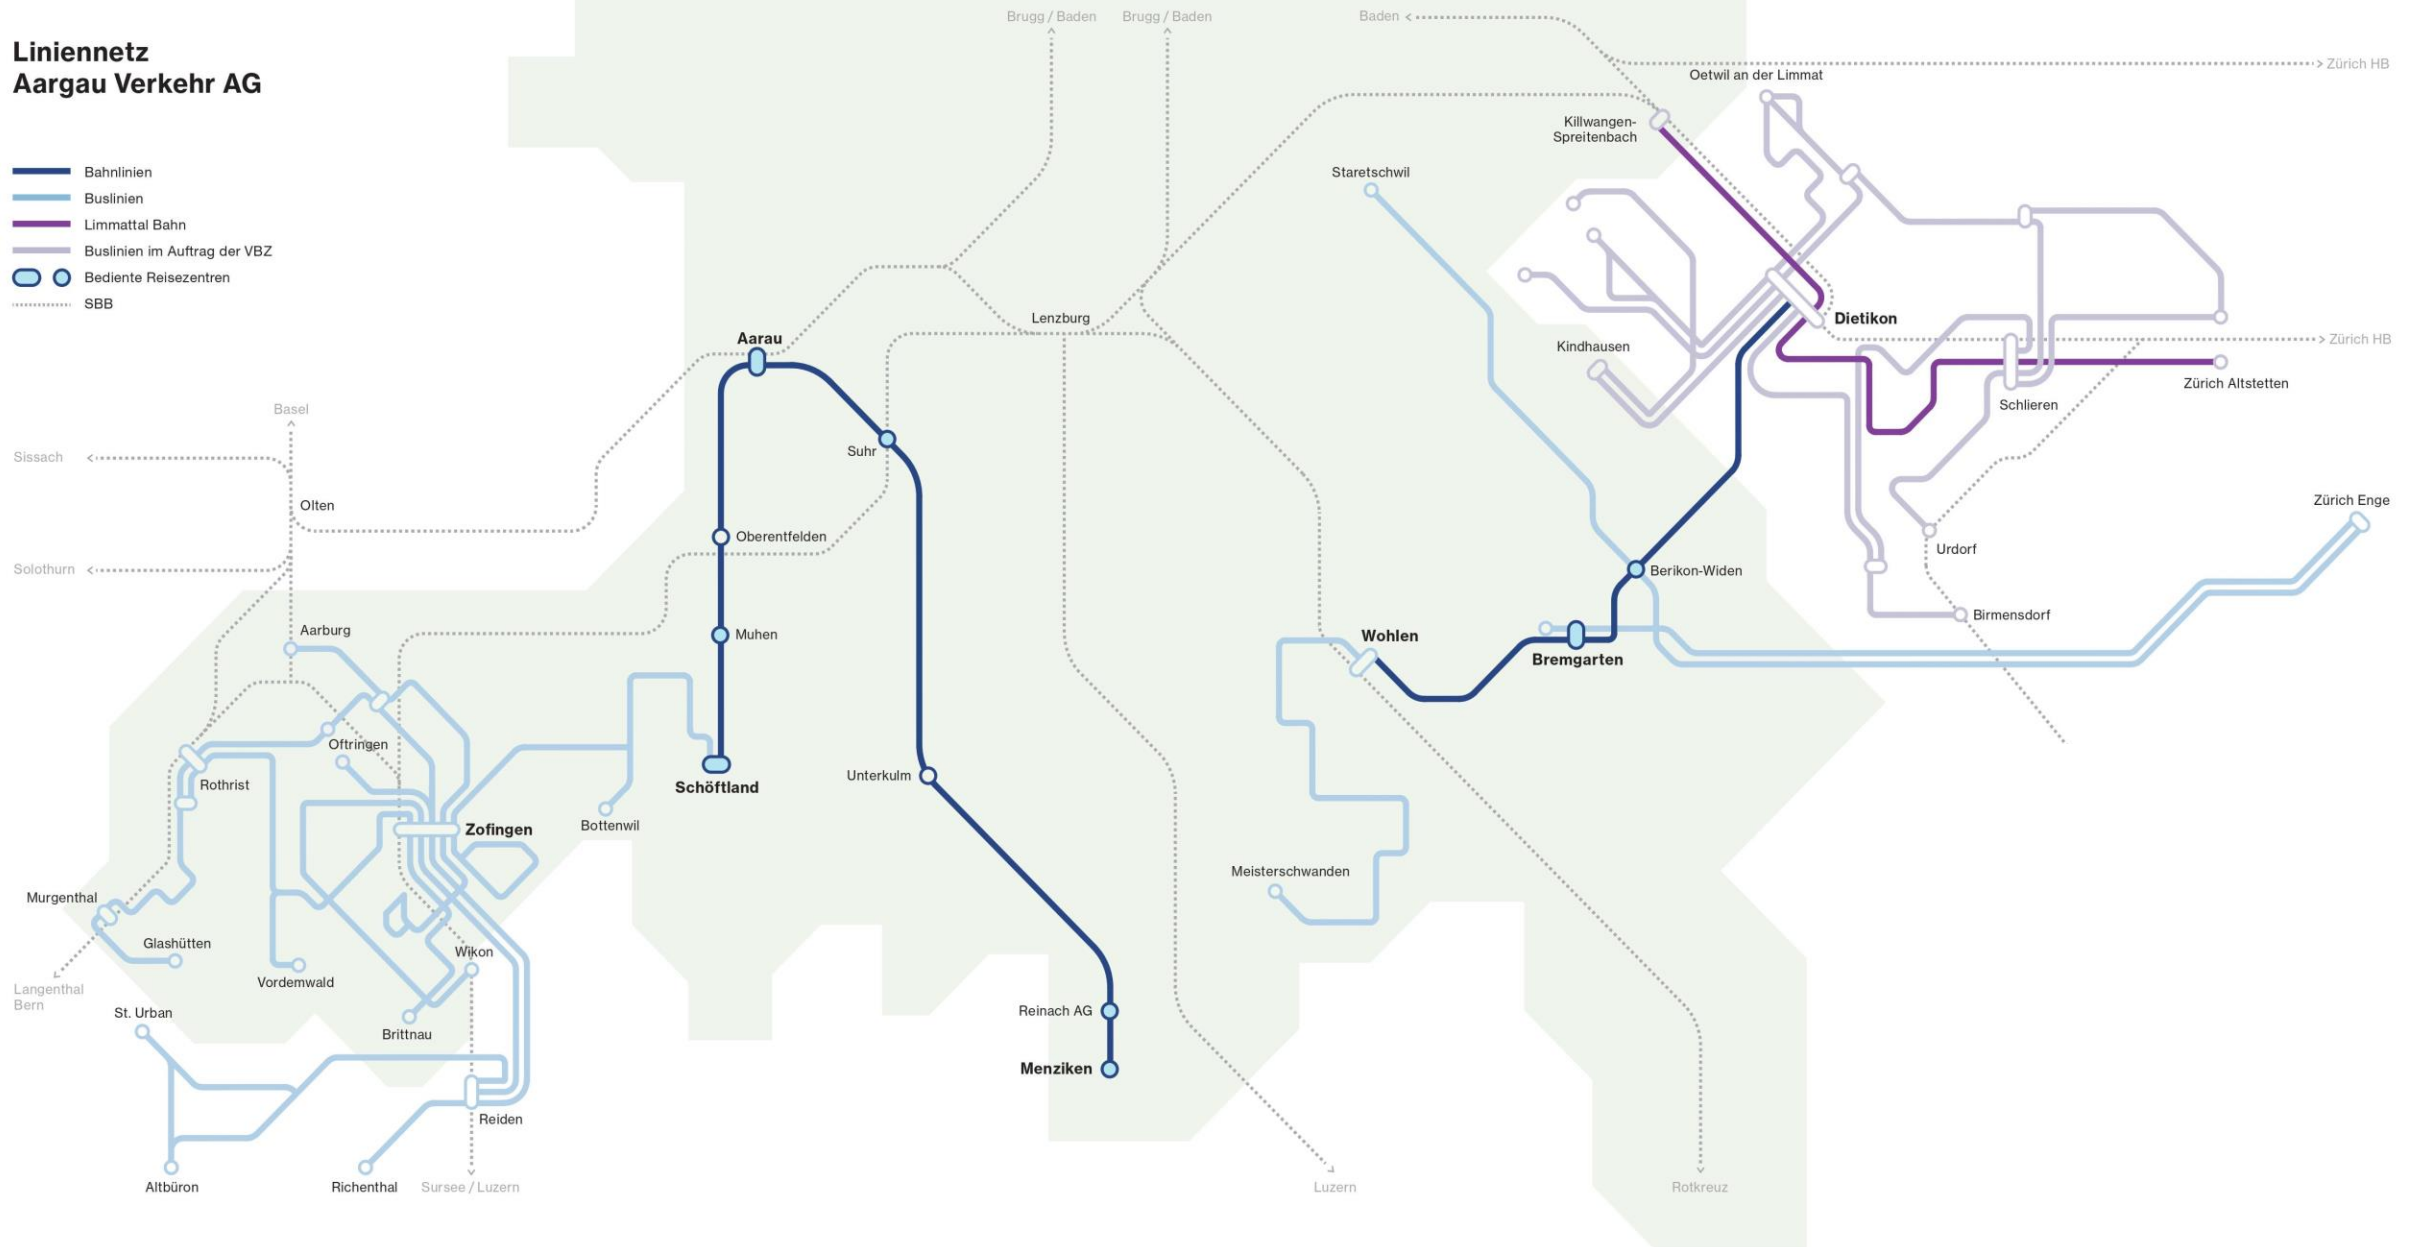 Liniennetz
Aargau Verkehr AG
Bahnlinien
Buslinien
Limmattal Bahn
Buslinien im Auftrag der VBZ
Bediente Reisezentren
SBB
Brugg / Baden
Brugg / Baden
Baden
Zürich HB
Oetwil an der Limmat
Killwangen-
Spreitenbach
Staretschwil
Lenzburg
Dietikon
Aarau
Zürich HB
Kindhausen
Zürich Altstetten
Schlieren
Basel
Suhr
Sissach
Olten
Zürich Enge
Oberentfelden
Urdorf
Solothurn
Berikon-Widen
Birmensdorf
Aarburg
Muhen
Wohlen
Bremgarten
Oftringen
Rothrist
Schöftland
Unterkulm
Bottenwil
Zofingen
Meisterschwanden
Murgenthal
Glashütten
Wikon
Vordemwald
Langenthal
Bern
St. Urban
Brittnau
Reinach AG
Menziken
Reiden
Altbüron
Richenthal
Sursee / Luzern
Luzern
Rotkreuz